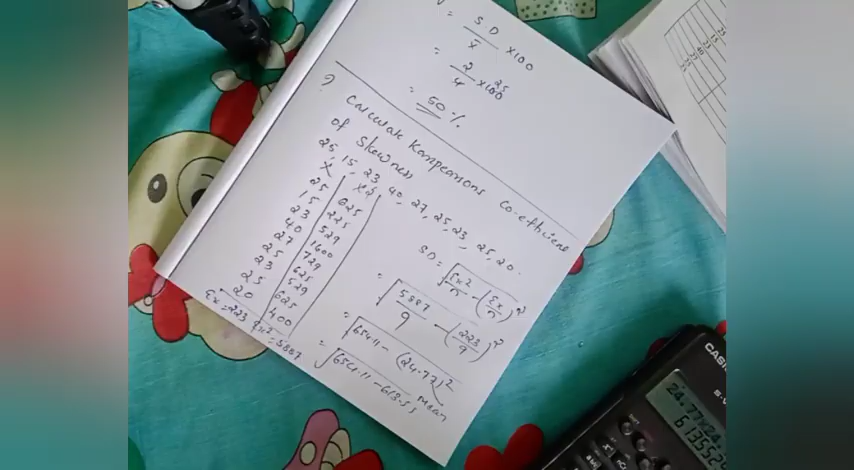 = S D / x̄ ×100
= 2 / 4 ×100 25
= 50 %
? Calculate Karlpearsons co-efficient
of Skewness
25, 15, 23, 40, 27, 25, 23, 25, 20.
X X²
25 625
15 225
23 529
40 1600
27 729
25 625
23 529
25 625
20 400
Σx = 223 Σx² = 5887
SD = √Σx²/n - (Σx/n)²
= √5887/9 - (223/9)²
= √654.11 - (24.77)²
mean
= √654.11 - 613.55
CASIO
24.77×24.
613.552